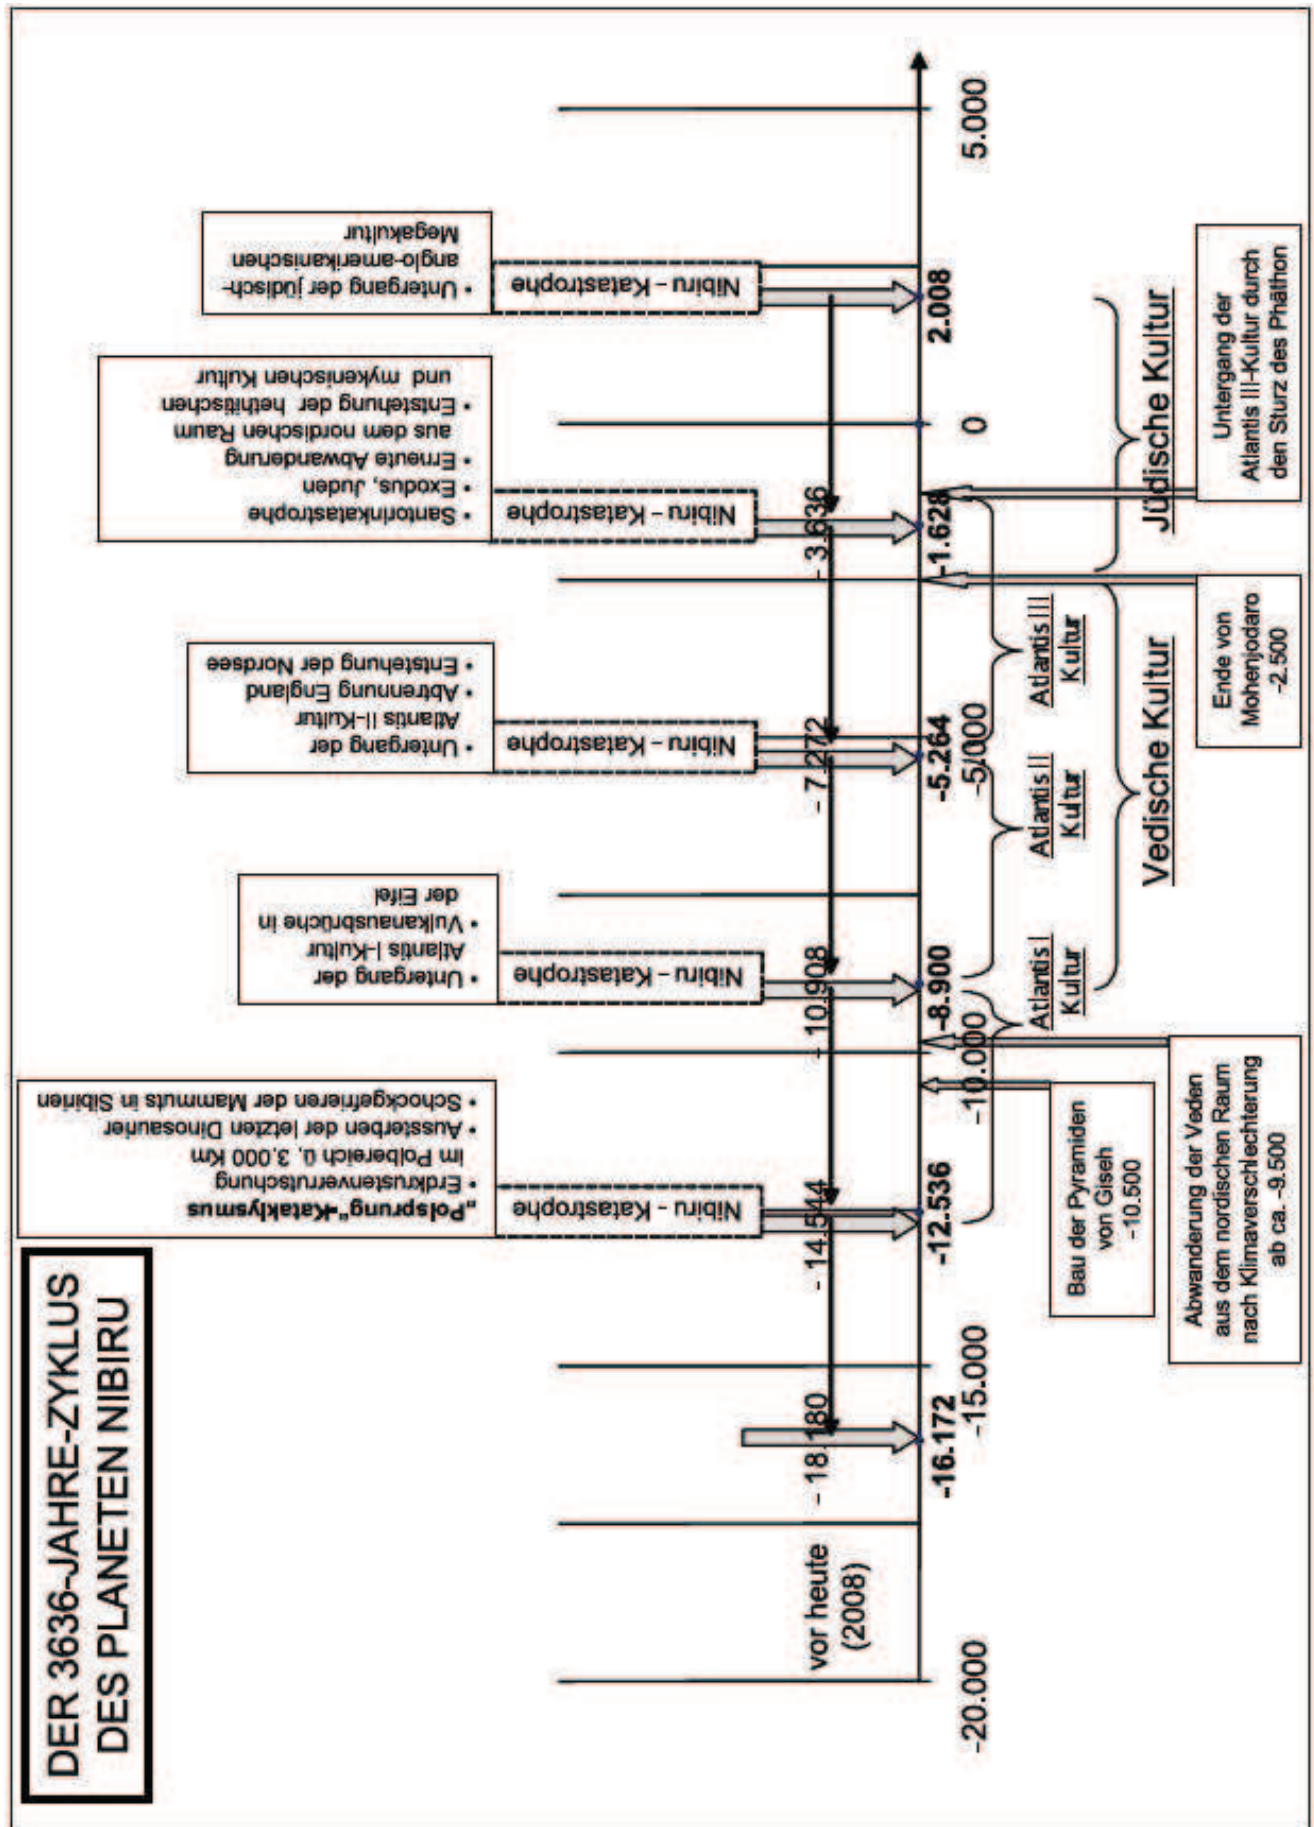 DER 3636-JAHRE-ZYKLUS
DES PLANETEN NIBIRU
„Polsprung“-Kataklysmus
• Erdkrustenverrutschung
im Polbereich ü. 3.000 Km
• Aussterben der letzten Dinosaurier
• Schockgefrieren der Mammuts in Sibirien
Nibiru – Katastrophe
• Untergang der
Atlantis I-Kultur
• Vulkanausbrüche in
der Eifel
Nibiru – Katastrophe
• Untergang der
Atlantis II-Kultur
• Abtrennung England
• Entstehung der Nordsee
Nibiru – Katastrophe
• Santorinkatastrophe
• Exodus, Juden
• Erneute Abwanderung
aus dem nordischen Raum
• Entstehung der hethitischen
und mykenischen Kultur
Nibiru – Katastrophe
• Untergang der jüdisch-
anglo-amerikanischen
Megakultur
Nibiru – Katastrophe
vor heute
(2008)
- 18.180
- 14.544
- 10.908
- 7.272
- 3.636
-16.172
-12.536
-8.900
-5.264
-1.628
2.008
-20.000
-15.000
-10.000
-5.000
0
5.000
Atlantis I
Kultur
Atlantis II
Kultur
Atlantis III
Kultur
Vedische Kultur
Jüdische Kultur
Bau der Pyramiden
von Giseh
-10.500
Abwanderung der Veden
aus dem nordischen Raum
nach Klimaverschlechterung
ab ca. -9.500
Ende von
Mohenjodaro
-2.500
Untergang der
Atlantis III-Kultur durch
den Sturz des Phäthon